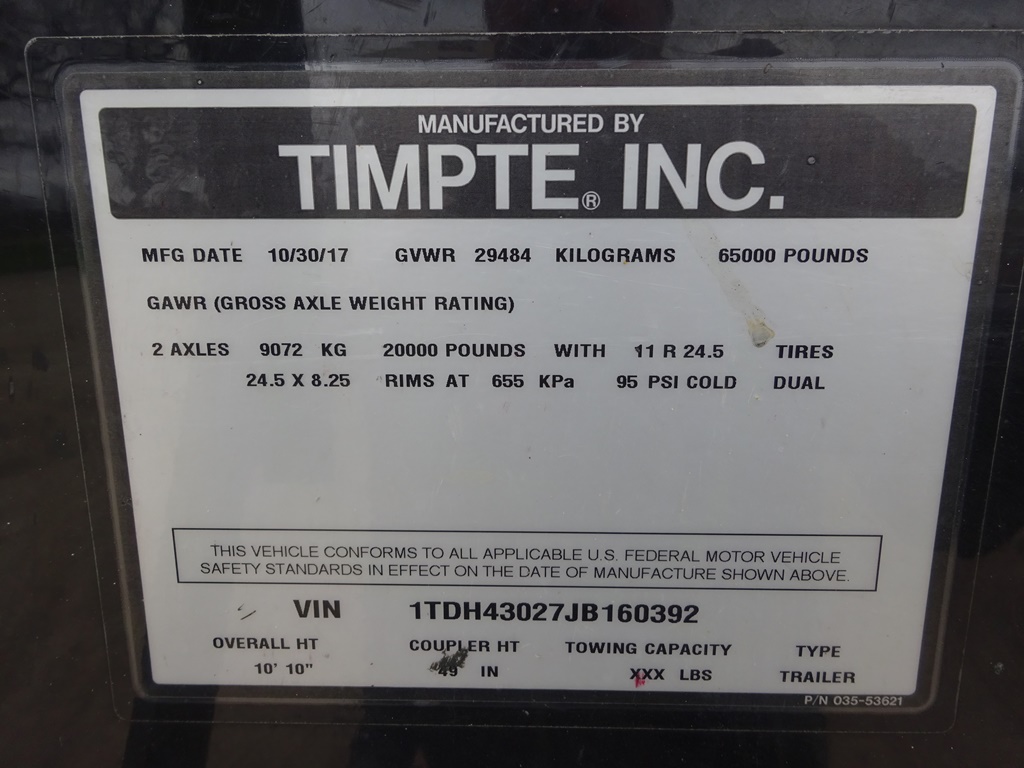 MANUFACTURED BY
TIMPTE® INC.
MFG DATE 10/30/17 GVWR 29484 KILOGRAMS 65000 POUNDS
GAWR (GROSS AXLE WEIGHT RATING)
2 AXLES 9072 KG 20000 POUNDS WITH 11 R 24.5 TIRES
24.5 X 8.25 RIMS AT 655 KPa 95 PSI COLD DUAL
THIS VEHICLE CONFORMS TO ALL APPLICABLE U.S. FEDERAL MOTOR VEHICLE
SAFETY STANDARDS IN EFFECT ON THE DATE OF MANUFACTURE SHOWN ABOVE.
VIN 1TDH43027JB160392
OVERALL HT COUPLER HT TOWING CAPACITY TYPE
10' 10" 49 IN XXX LBS TRAILER
P/N 035-53621